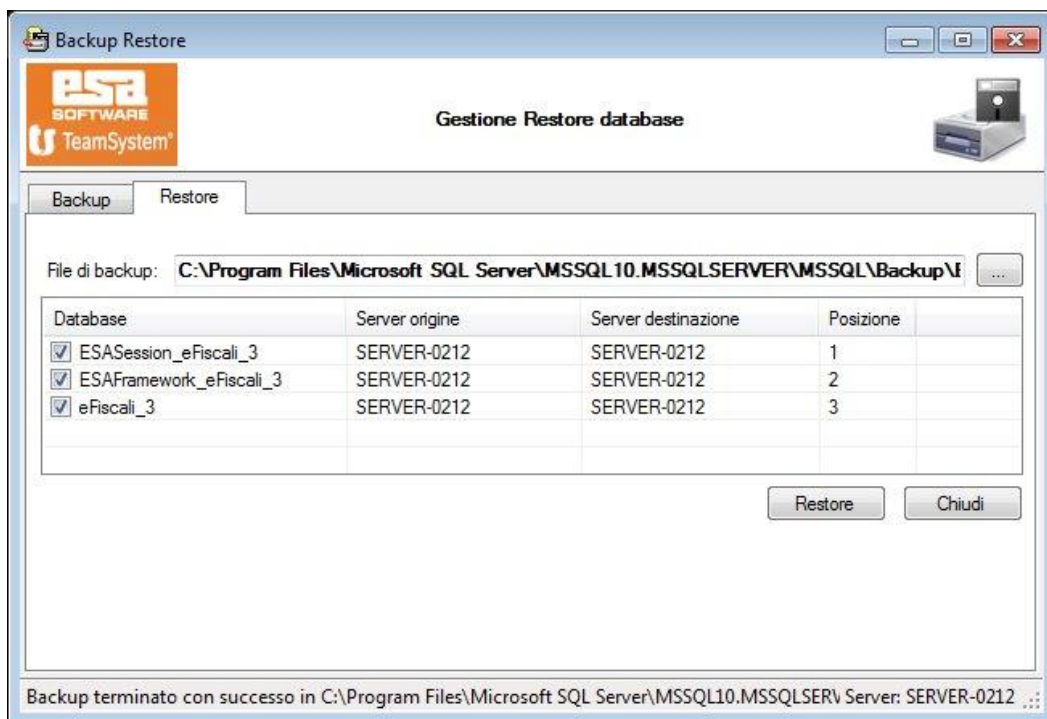 Backup Restore
esa
SOFTWARE
TeamSystem®
Gestione Restore database
Backup Restore
File di backup: C:\Program Files\Microsoft SQL Server\MSSQL10.MSSQLSERVER\MSSQL\Backup\ ...
Database Server origine Server destinazione Posizione
ESASession_eFiscali_3 SERVER-0212 SERVER-0212 1
ESAFramework_eFiscali_3 SERVER-0212 SERVER-0212 2
eFiscali_3 SERVER-0212 SERVER-0212 3
Restore Chiudi
Backup terminato con successo in C:\Program Files\Microsoft SQL Server\MSSQL10.MSSQLSER Server: SERVER-0212